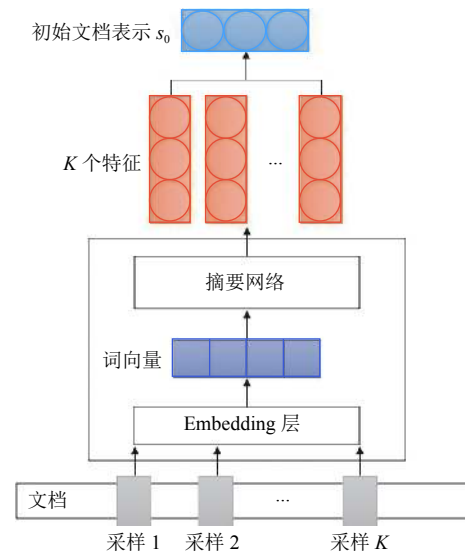 初始文档表示 s₀
K 个特征
...
摘要网络
词向量
Embedding 层
文档
...
采样 1 采样 2 采样 K